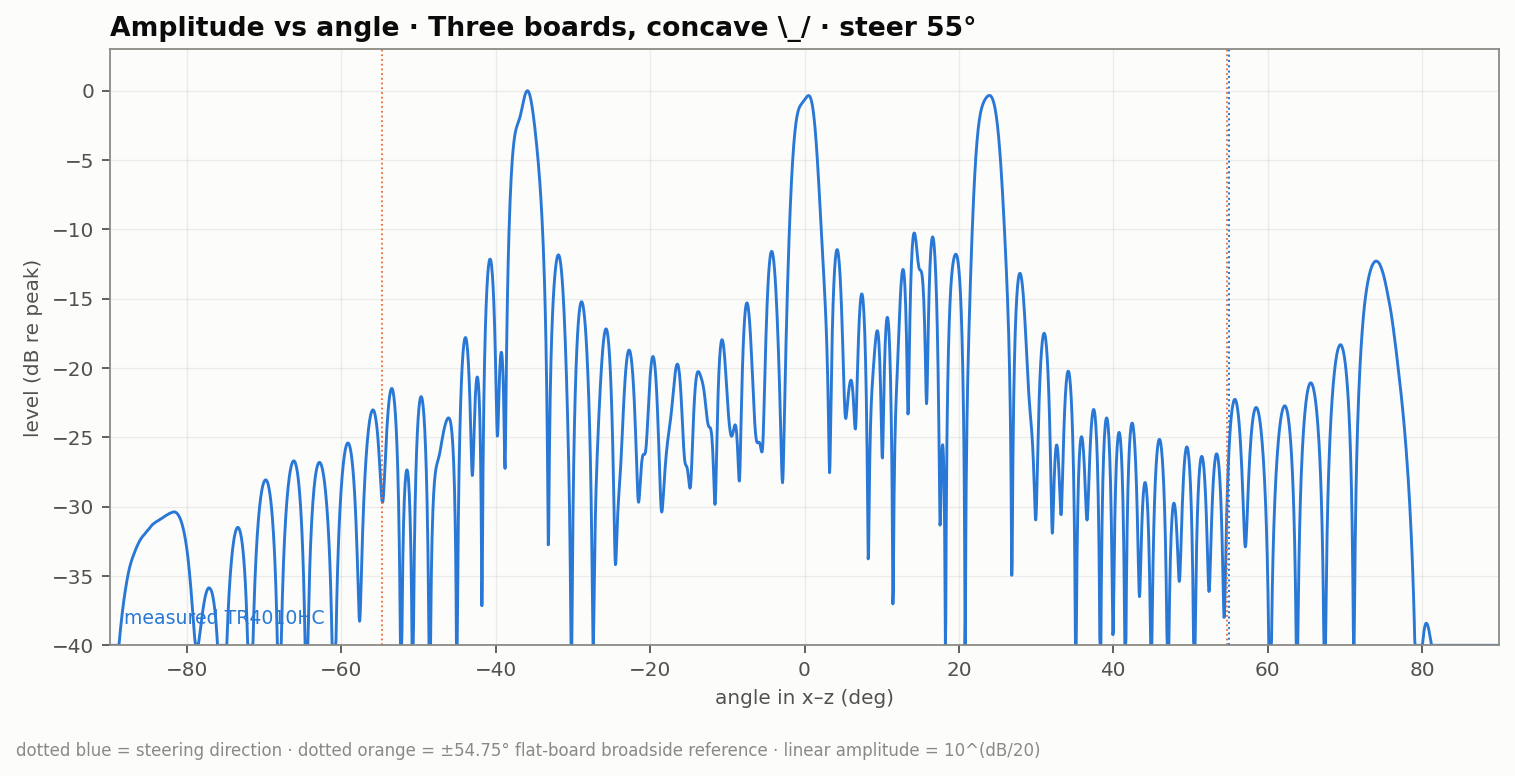 Amplitude vs angle · Three boards, concave \_/ · steer 55°
level (dB re peak)
0
−5
−10
−15
−20
−25
−30
−35
−40
measured TR4010HC
−80 −60 −40 −20 0 20 40 60 80
angle in x–z (deg)
dotted blue = steering direction · dotted orange = ±54.75° flat-board broadside reference · linear amplitude = 10^(dB/20)